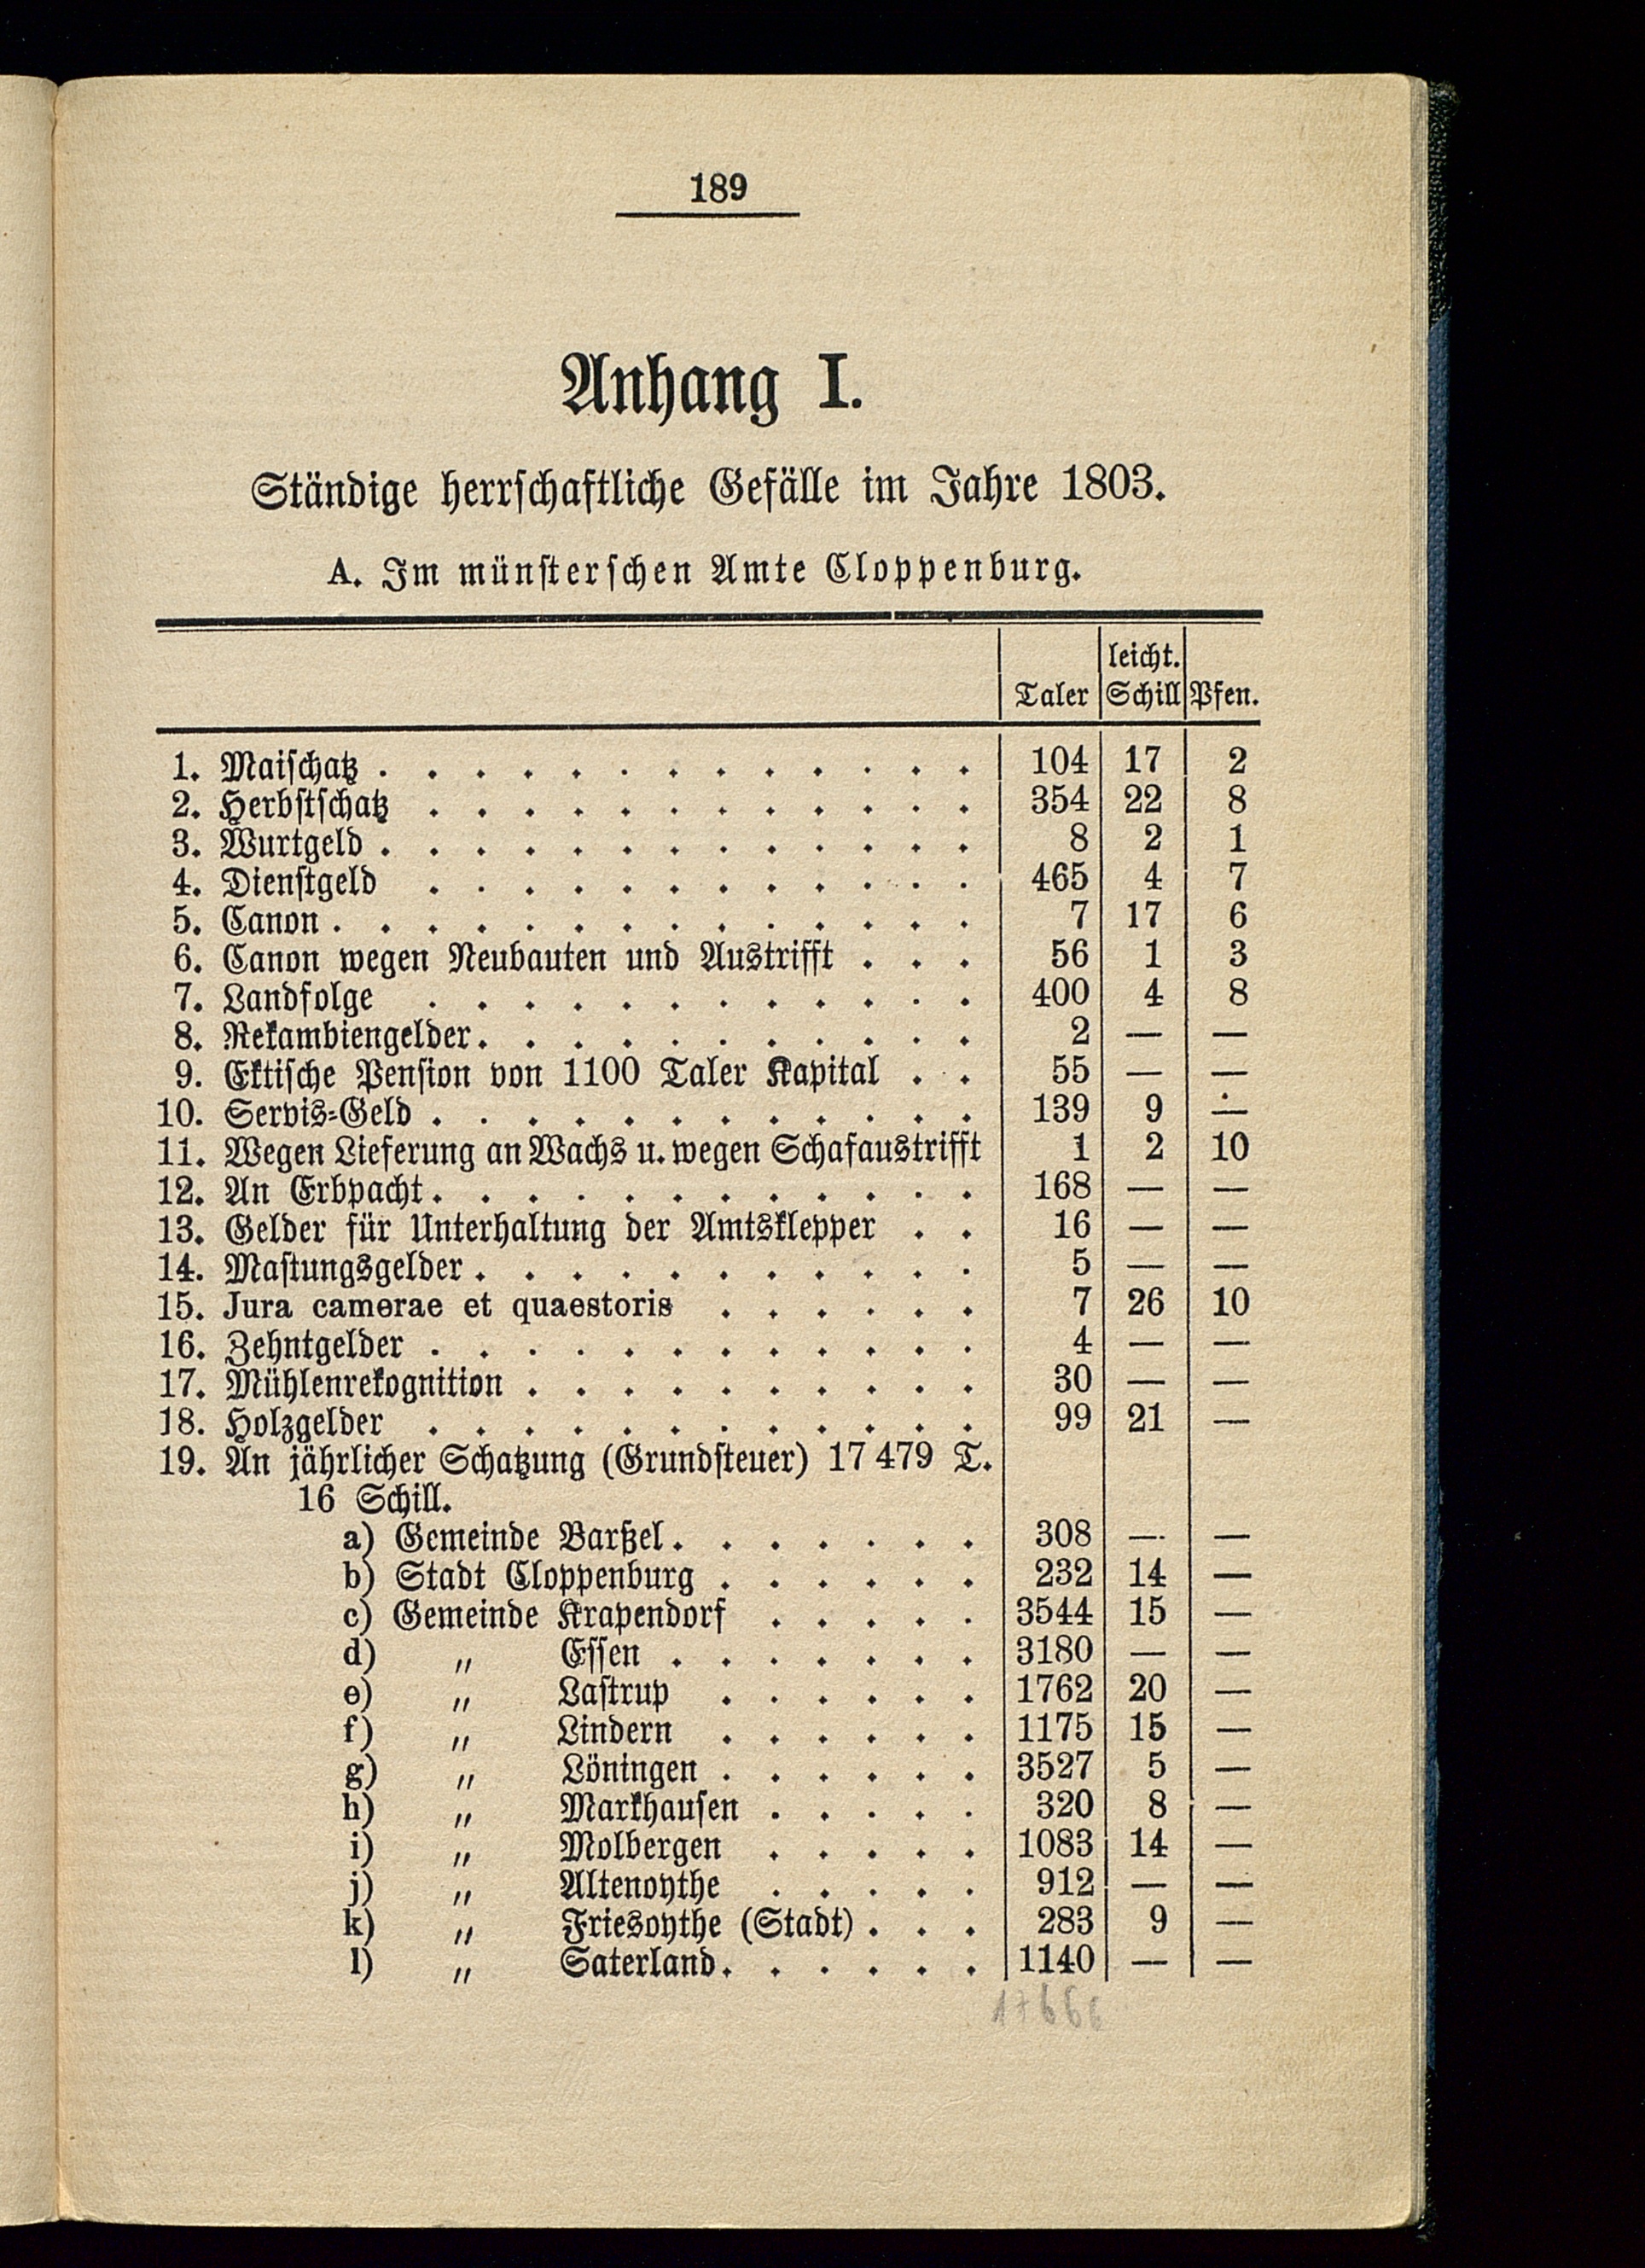 189
Anhang I.
Ständige herrschaftliche Gefälle im Jahre 1803.
A. Im münsterschen Amte Cloppenburg.
leicht.
Taler Schill Pfen.
1. Maischatz . . . . . . . . . . . . . 104 17 2
2. Herbstschatz . . . . . . . . . . . . 354 22 8
3. Wurtgeld . . . . . . . . . . . . . 8 2 1
4. Dienstgeld . . . . . . . . . . . . 465 4 7
5. Canon . . . . . . . . . . . . . . 7 17 6
6. Canon wegen Neubauten und Austrifft . . . 56 1 3
7. Landfolge . . . . . . . . . . . . 400 4 8
8. Rekambiengelder . . . . . . . . . . . 2 — —
9. Ektische Pension von 1100 Taler Kapital . . 55 — —
10. Servis-Geld . . . . . . . . . . . . 139 9 —
11. Wegen Lieferung an Wachs u. wegen Schafaustrifft 1 2 10
12. An Erbpacht . . . . . . . . . . . . 168 — —
13. Gelder für Unterhaltung der Amtsklepper . . 16 — —
14. Mastungsgelder . . . . . . . . . . . 5 — —
15. Jura camerae et quaestoris . . . . . . 7 26 10
16. Zehntgelder . . . . . . . . . . . . 4 — —
17. Mühlenrekognition . . . . . . . . . . 30 — —
18. Holzgelder . . . . . . . . . . . . 99 21 —
19. An jährlicher Schatzung (Grundsteuer) 17 479 T.
16 Schill.
a) Gemeinde Barßel . . . . . . . 308 — —
b) Stadt Cloppenburg . . . . . . 232 14 —
c) Gemeinde Krapendorf . . . . . 3544 15 —
d) „ Essen . . . . . . . 3180 — —
e) „ Lastrup . . . . . . 1762 20 —
f) „ Lindern . . . . . . 1175 15 —
g) „ Löningen . . . . . . 3527 5 —
h) „ Markhausen . . . . . 320 8 —
i) „ Molbergen . . . . . 1083 14 —
j) „ Altenoythe . . . . . 912 — —
k) „ Friesoythe (Stadt) . . . 283 9 —
l) „ Saterland . . . . . . 1140 — —
17666